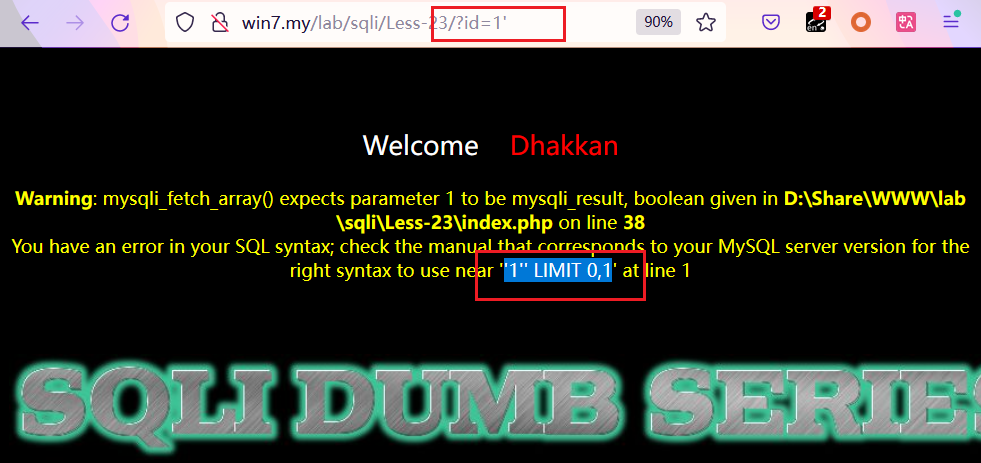 win7.my/lab/sqli/Less-23/?id=1'
90%
2
en
Welcome Dhakkan
Warning: mysqli_fetch_array() expects parameter 1 to be mysqli_result, boolean given in D:\Share\WWW\lab
\sqli\Less-23\index.php on line 38
You have an error in your SQL syntax; check the manual that corresponds to your MySQL server version for the
right syntax to use near ''1'' LIMIT 0,1' at line 1
SQLI DUMB SERIES